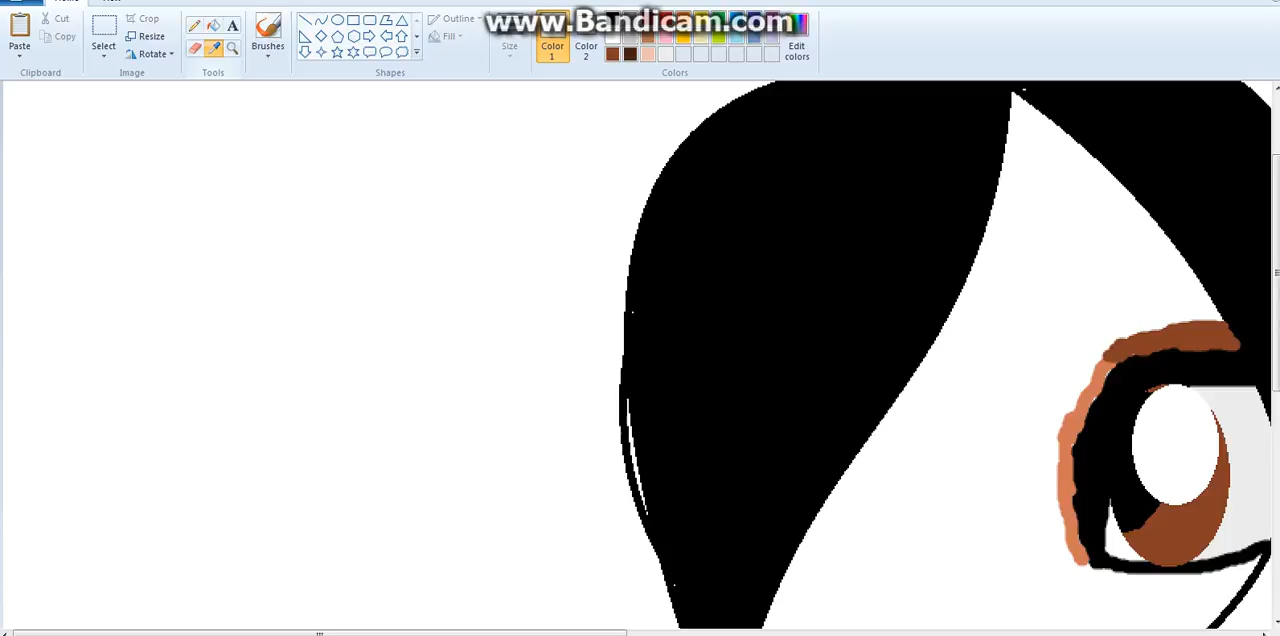 www.Bandicam.com
Cut
Crop
Outline
Paste
Copy
Select
Resize
Brushes
Fill
Size
Color
1
Color
2
Edit
colors
Rotate
A
Clipboard
Image
Tools
Shapes
Colors